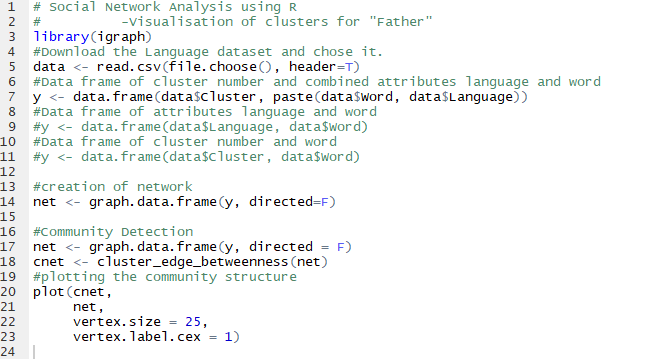 1 # Social Network Analysis using R
2 # -Visualisation of clusters for "Father"
3 library(igraph)
4 #Download the Language dataset and chose it.
5 data <- read.csv(file.choose(), header=T)
6 #Data frame of cluster number and combined attributes language and word
7 y <- data.frame(data$Cluster, paste(data$Word, data$Language))
8 #Data frame of attributes language and word
9 #y <- data.frame(data$Language, data$Word)
10 #Data frame of cluster number and word
11 #y <- data.frame(data$Cluster, data$Word)
12
13 #creation of network
14 net <- graph.data.frame(y, directed=F)
15
16 #Community Detection
17 net <- graph.data.frame(y, directed = F)
18 cnet <- cluster_edge_betweenness(net)
19 #plotting the community structure
20 plot(cnet,
21 net,
22 vertex.size = 25,
23 vertex.label.cex = 1)
24